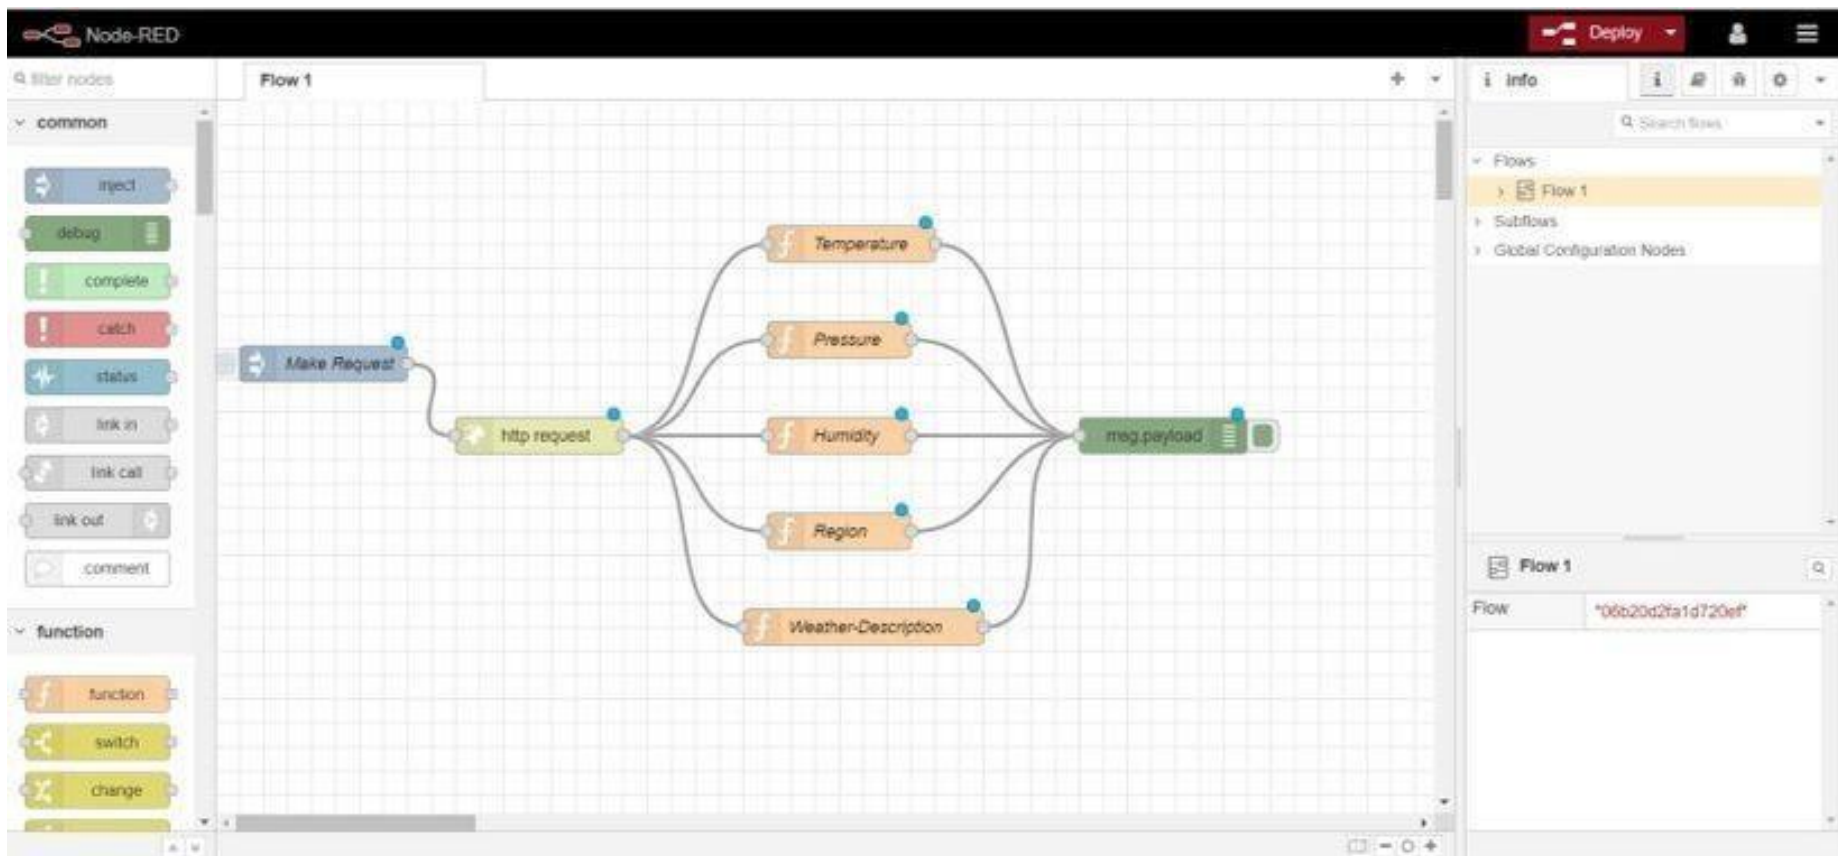 Node-RED
Deploy
filter nodes
Flow 1
info
i
common
Search flows
inject
debug
complete
catch
status
link in
link call
link out
comment
function
function
switch
change
Make Request
http request
Temperature
Pressure
Humidity
Region
Weather-Description
msg.payload
Flows
Flow 1
Subflows
Global Configuration Nodes
Flow 1
Flow
"06b20d2fa1d720ef"